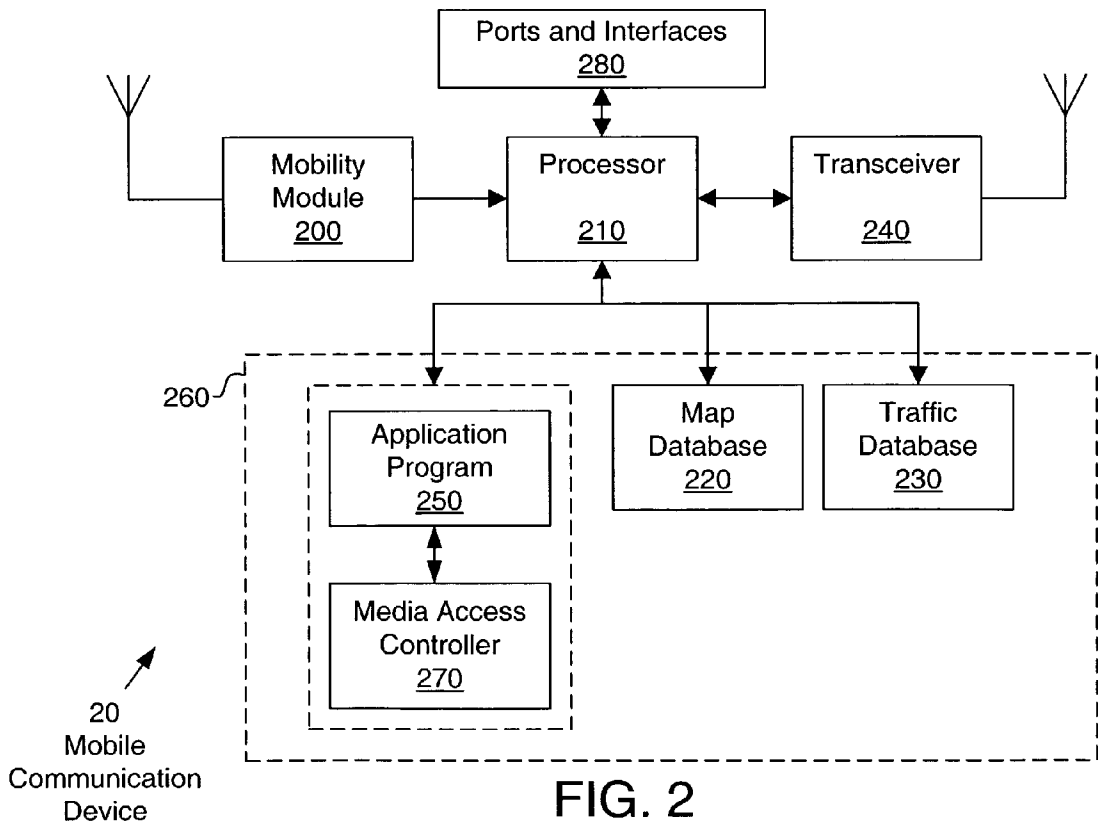 Ports and Interfaces
280
Mobility
Module
200
Processor
210
Transceiver
240
260
Application
Program
250
Map
Database
220
Traffic
Database
230
Media Access
Controller
270
20
Mobile
Communication
Device
FIG. 2